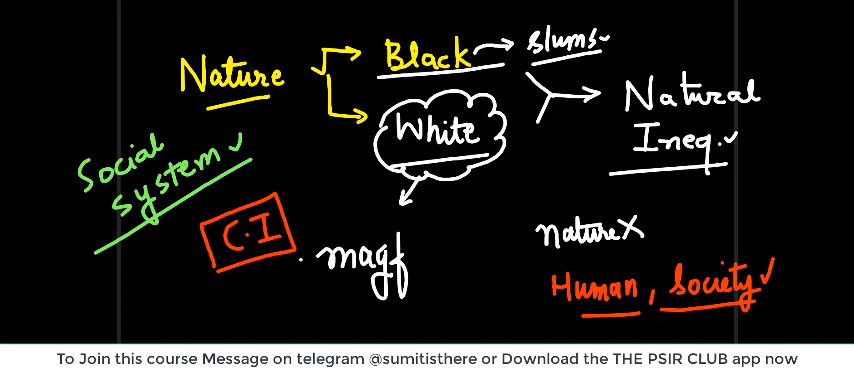 Nature
Black
Slums
White
Natural
Ineq.
Social
system
C.I
nature X
Human, Society
To Join this course Message on telegram @sumitisthere or Download the THE PSIR CLUB app now